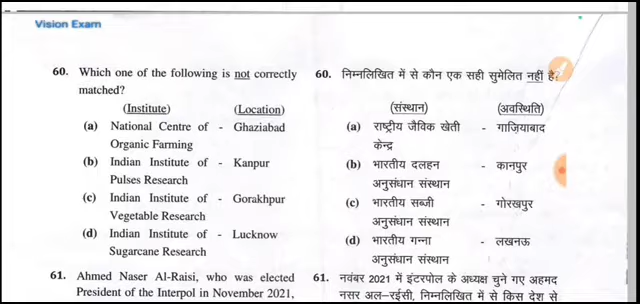 Vision Exam
60. Which one of the following is not correctly
matched?
(Institute) (Location)
(a) National Centre of - Ghaziabad
Organic Farming
(b) Indian Institute of - Kanpur
Pulses Research
(c) Indian Institute of - Gorakhpur
Vegetable Research
(d) Indian Institute of - Lucknow
Sugarcane Research
61. Ahmed Naser Al-Raisi, who was elected
President of the Interpol in November 2021,
60. निम्नलिखित में से कौन एक सही सुमेलित नहीं है?
(संस्थान) (अवस्थिति)
(a) राष्ट्रीय जैविक खेती - गाज़ियाबाद
केन्द्र
(b) भारतीय दलहन - कानपुर
अनुसंधान संस्थान
(c) भारतीय सब्जी - गोरखपुर
अनुसंधान संस्थान
(d) भारतीय गन्ना - लखनऊ
अनुसंधान संस्थान
61. नवंबर 2021 में इंटरपोल के अध्यक्ष चुने गए अहमद
नसर अल-रईसी, निम्नलिखित में से किस देश से